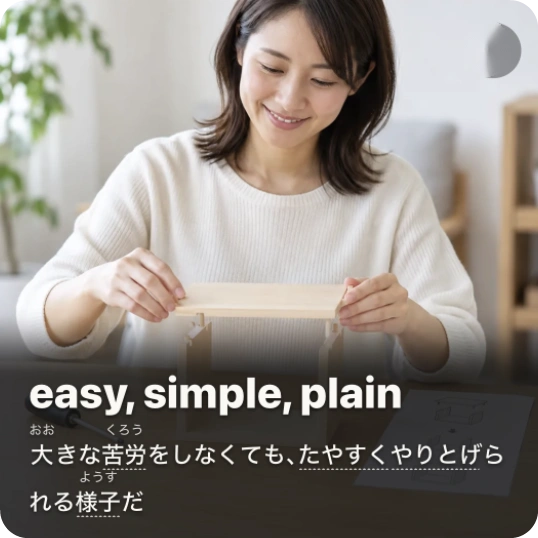 easy, simple, plain
おお くろう
大きな苦労をしなくても、たやすくやりとげら
ようす
れる様子だ